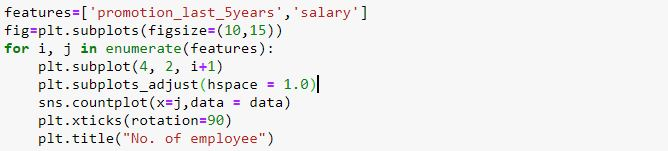 features=['promotion_last_5years','salary']
fig=plt.subplots(figsize=(10,15))
for i, j in enumerate(features):
    plt.subplot(4, 2, i+1)
    plt.subplots_adjust(hspace = 1.0)
    sns.countplot(x=j,data = data)
    plt.xticks(rotation=90)
    plt.title("No. of employee")